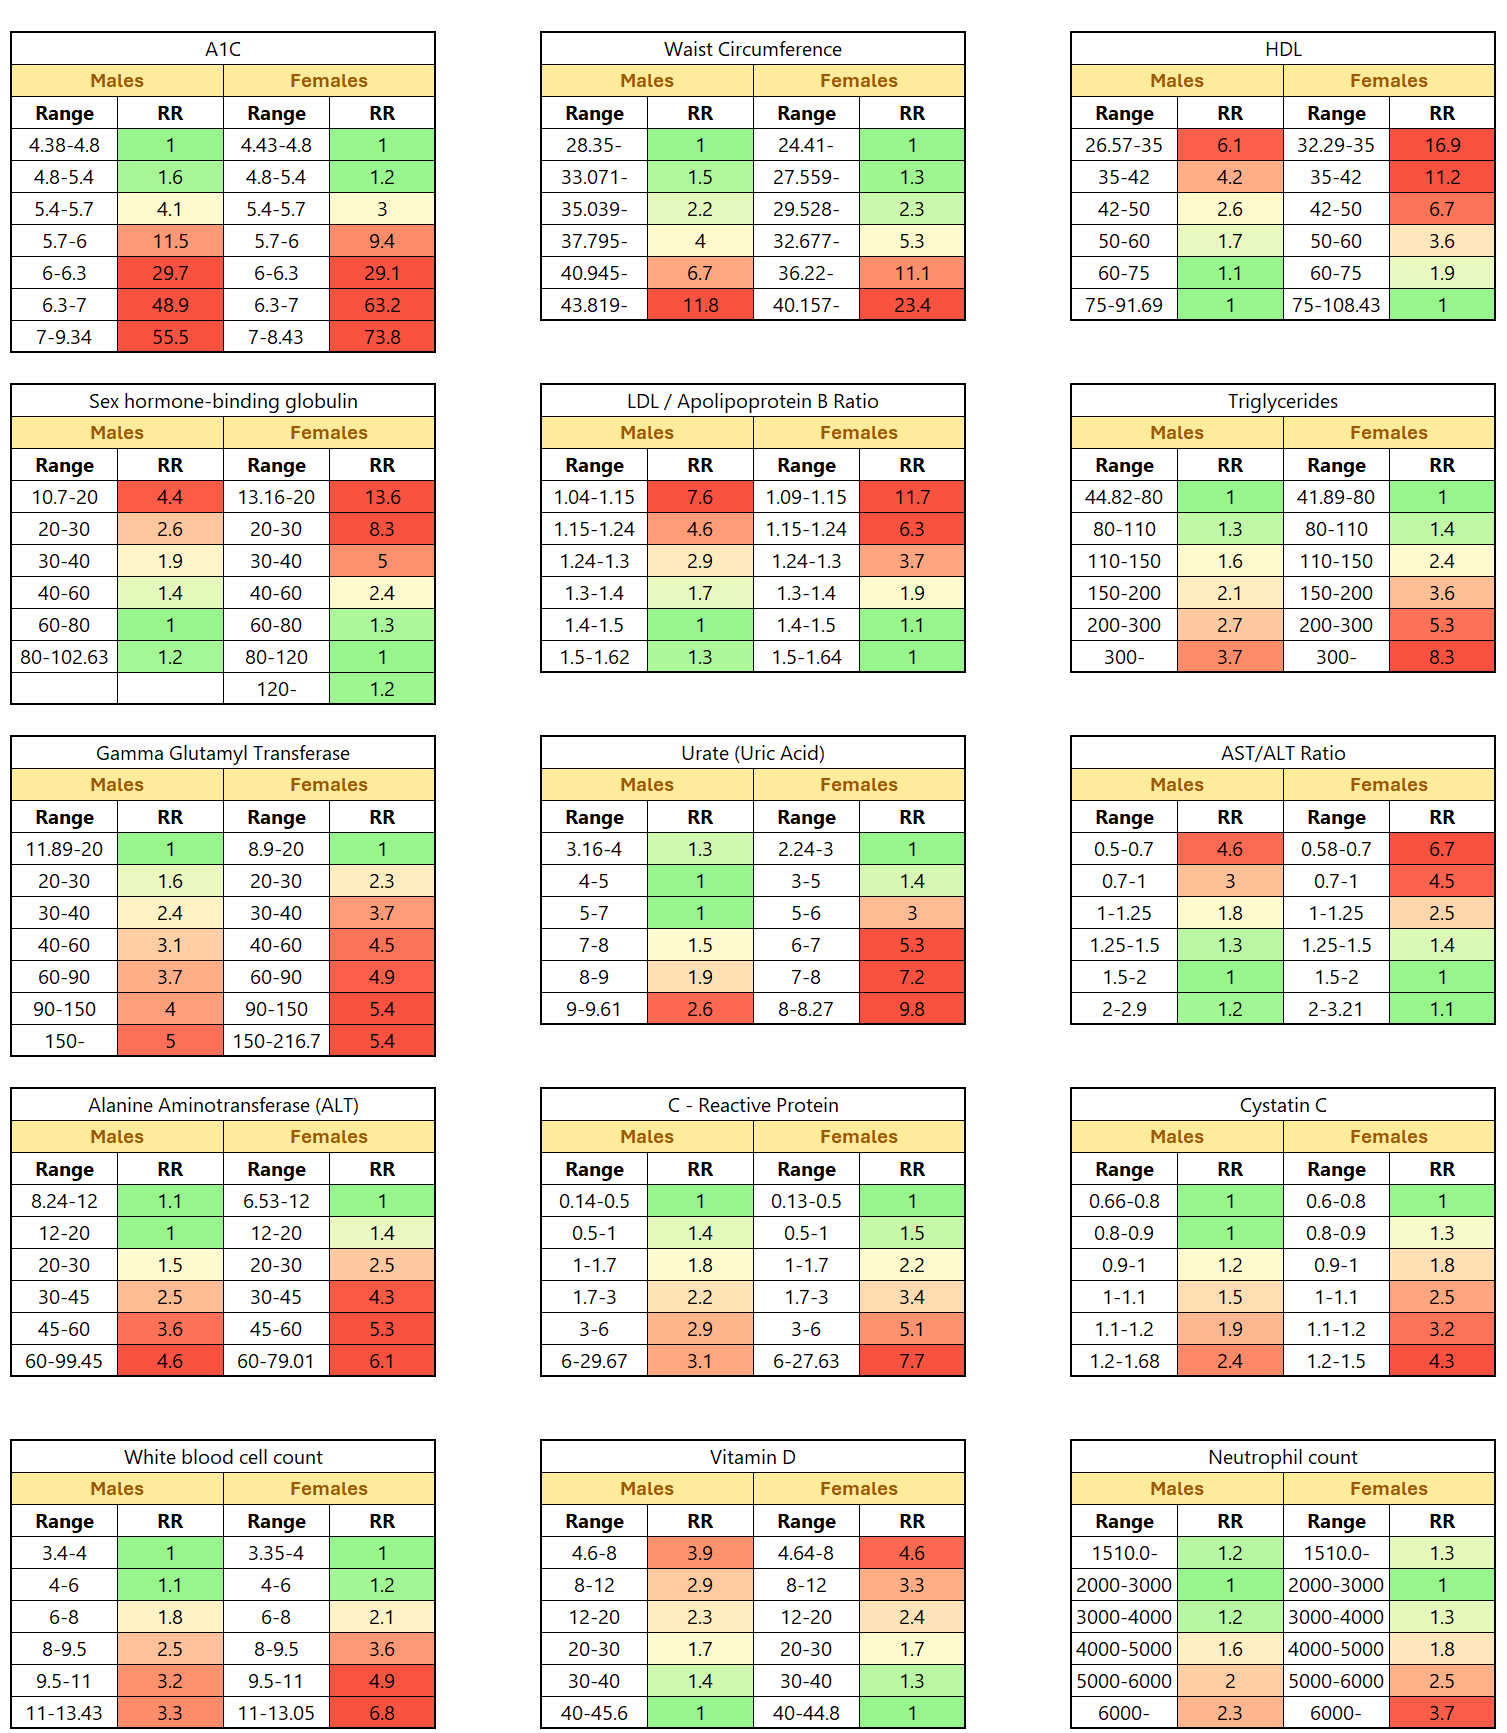 A1C
Males Females
Range RR Range RR
4.38-4.8 1 4.43-4.8 1
4.8-5.4 1.6 4.8-5.4 1.2
5.4-5.7 4.1 5.4-5.7 3
5.7-6 11.5 5.7-6 9.4
6-6.3 29.7 6-6.3 29.1
6.3-7 48.9 6.3-7 63.2
7-9.34 55.5 7-8.43 73.8
Waist Circumference
Males Females
Range RR Range RR
28.35- 1 24.41- 1
33.071- 1.5 27.559- 1.3
35.039- 2.2 29.528- 2.3
37.795- 4 32.677- 5.3
40.945- 6.7 36.22- 11.1
43.819- 11.8 40.157- 23.4
HDL
Males Females
Range RR Range RR
26.57-35 6.1 32.29-35 16.9
35-42 4.2 35-42 11.2
42-50 2.6 42-50 6.7
50-60 1.7 50-60 3.6
60-75 1.1 60-75 1.9
75-91.69 1 75-108.43 1
Sex hormone-binding globulin
Males Females
Range RR Range RR
10.7-20 4.4 13.16-20 13.6
20-30 2.6 20-30 8.3
30-40 1.9 30-40 5
40-60 1.4 40-60 2.4
60-80 1 60-80 1.3
80-102.63 1.2 80-120 1
120- 1.2
LDL / Apolipoprotein B Ratio
Males Females
Range RR Range RR
1.04-1.15 7.6 1.09-1.15 11.7
1.15-1.24 4.6 1.15-1.24 6.3
1.24-1.3 2.9 1.24-1.3 3.7
1.3-1.4 1.7 1.3-1.4 1.9
1.4-1.5 1 1.4-1.5 1.1
1.5-1.62 1.3 1.5-1.64 1
Triglycerides
Males Females
Range RR Range RR
44.82-80 1 41.89-80 1
80-110 1.3 80-110 1.4
110-150 1.6 110-150 2.4
150-200 2.1 150-200 3.6
200-300 2.7 200-300 5.3
300- 3.7 300- 8.3
Gamma Glutamyl Transferase
Males Females
Range RR Range RR
11.89-20 1 8.9-20 1
20-30 1.6 20-30 2.3
30-40 2.4 30-40 3.7
40-60 3.1 40-60 4.5
60-90 3.7 60-90 4.9
90-150 4 90-150 5.4
150- 5 150-216.7 5.4
Urate (Uric Acid)
Males Females
Range RR Range RR
3.16-4 1.3 2.24-3 1
4-5 1 3-5 1.4
5-7 1 5-6 3
7-8 1.5 6-7 5.3
8-9 1.9 7-8 7.2
9-9.61 2.6 8-8.27 9.8
AST/ALT Ratio
Males Females
Range RR Range RR
0.5-0.7 4.6 0.58-0.7 6.7
0.7-1 3 0.7-1 4.5
1-1.25 1.8 1-1.25 2.5
1.25-1.5 1.3 1.25-1.5 1.4
1.5-2 1 1.5-2 1
2-2.9 1.2 2-3.21 1.1
Alanine Aminotransferase (ALT)
Males Females
Range RR Range RR
8.24-12 1.1 6.53-12 1
12-20 1 12-20 1.4
20-30 1.5 20-30 2.5
30-45 2.5 30-45 4.3
45-60 3.6 45-60 5.3
60-99.45 4.6 60-79.01 6.1
C - Reactive Protein
Males Females
Range RR Range RR
0.14-0.5 1 0.13-0.5 1
0.5-1 1.4 0.5-1 1.5
1-1.7 1.8 1-1.7 2.2
1.7-3 2.2 1.7-3 3.4
3-6 2.9 3-6 5.1
6-29.67 3.1 6-27.63 7.7
Cystatin C
Males Females
Range RR Range RR
0.66-0.8 1 0.6-0.8 1
0.8-0.9 1 0.8-0.9 1.3
0.9-1 1.2 0.9-1 1.8
1-1.1 1.5 1-1.1 2.5
1.1-1.2 1.9 1.1-1.2 3.2
1.2-1.68 2.4 1.2-1.5 4.3
White blood cell count
Males Females
Range RR Range RR
3.4-4 1 3.35-4 1
4-6 1.1 4-6 1.2
6-8 1.8 6-8 2.1
8-9.5 2.5 8-9.5 3.6
9.5-11 3.2 9.5-11 4.9
11-13.43 3.3 11-13.05 6.8
Vitamin D
Males Females
Range RR Range RR
4.6-8 3.9 4.64-8 4.6
8-12 2.9 8-12 3.3
12-20 2.3 12-20 2.4
20-30 1.7 20-30 1.7
30-40 1.4 30-40 1.3
40-45.6 1 40-44.8 1
Neutrophil count
Males Females
Range RR Range RR
1510.0- 1.2 1510.0- 1.3
2000-3000 1 2000-3000 1
3000-4000 1.2 3000-4000 1.3
4000-5000 1.6 4000-5000 1.8
5000-6000 2 5000-6000 2.5
6000- 2.3 6000- 3.7